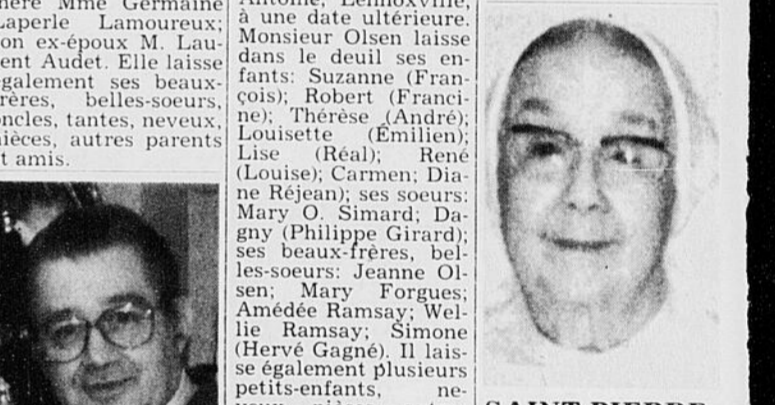 Mme Germaine
Laperle Lamoureux;
son ex-époux M. Lau-
rent Audet. Elle laisse
également ses beaux-
frères, belles-soeurs,
oncles, tantes, neveux,
nièces, autres parents
et amis.
Antoine, Lennoxville,
à une date ultérieure.
Monsieur Olsen laisse
dans le deuil ses en-
fants: Suzanne (Fran-
çois); Robert (Franci-
ne); Thérèse (André);
Louisette (Émilien);
Lise (Réal); René
(Louise); Carmen; Dia-
ne Réjean); ses soeurs:
Mary O. Simard; Da-
gny (Philippe Girard);
ses beaux-frères, bel-
les-soeurs: Jeanne Ol-
sen; Mary Forgues;
Amédée Ramsay; Wel-
lie Ramsay; Simone
(Hervé Gagné). Il lais-
se également plusieurs
petits-enfants, ne-
SAINT-PIERRE